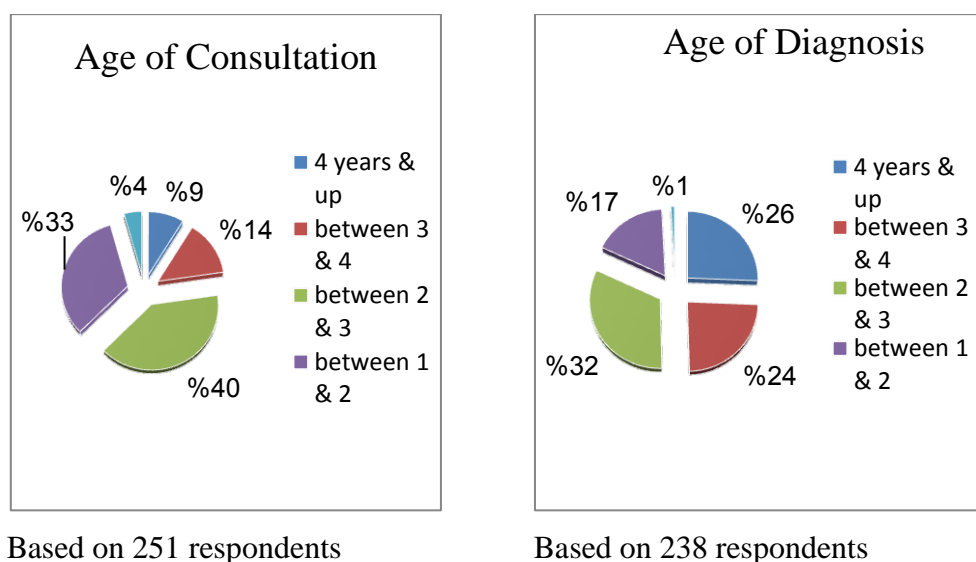 Age of Consultation
%4
%9
%33
%14
%40
4 years &
up
between 3
& 4
between 2
& 3
between 1
& 2
Based on 251 respondents
Age of Diagnosis
%1
%17
%26
%32
%24
4 years &
up
between 3
& 4
between 2
& 3
between 1
& 2
Based on 238 respondents